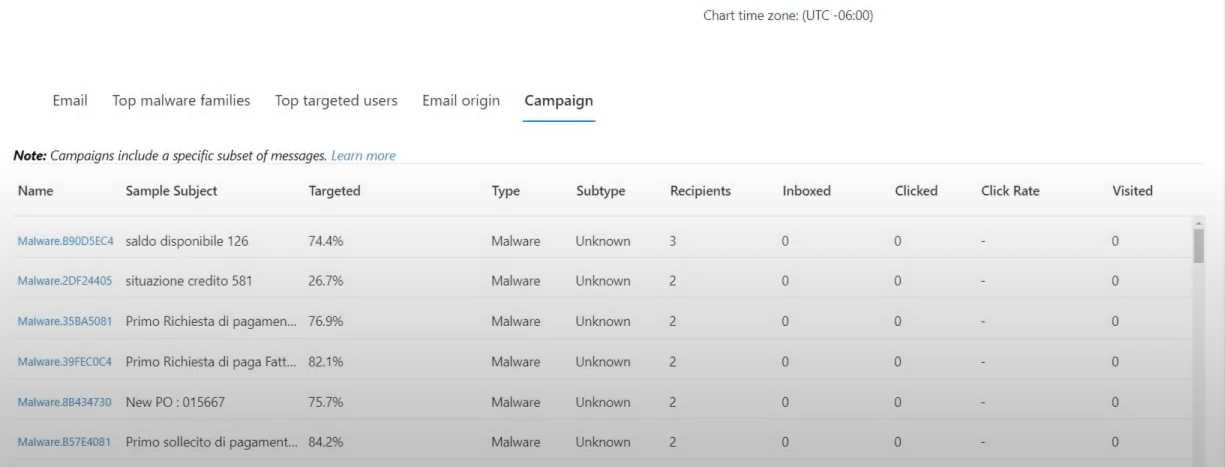 Chart time zone: (UTC -06:00)
Email Top malware families Top targeted users Email origin Campaign
Note: Campaigns include a specific subset of messages. Learn more
Name Sample Subject Targeted Type Subtype Recipients Inboxed Clicked Click Rate Visited
Malware.B90D5EC4 saldo disponibile 126 74.4% Malware Unknown 3 0 0 - 0
Malware.2DF24405 situazione credito 581 26.7% Malware Unknown 2 0 0 - 0
Malware.35BA5081 Primo Richiesta di pagamen... 76.9% Malware Unknown 2 0 0 - 0
Malware.39FEC0C4 Primo Richiesta di paga Fatt... 82.1% Malware Unknown 2 0 0 - 0
Malware.8B434730 New PO : 015667 75.7% Malware Unknown 2 0 0 - 0
Malware.B57E4081 Primo sollecito di pagament... 84.2% Malware Unknown 2 0 0 - 0